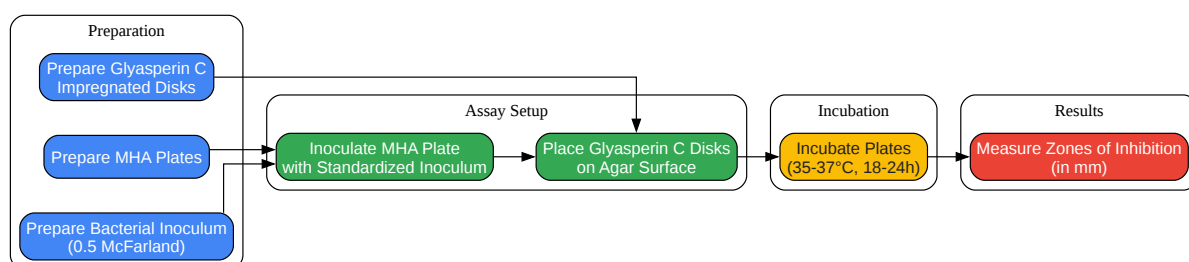 Preparation
Prepare Glyasperin C
Impregnated Disks
Prepare MHA Plates
Prepare Bacterial Inoculum
(0.5 McFarland)
Assay Setup
Inoculate MHA Plate
with Standardized Inoculum
Place Glyasperin C Disks
on Agar Surface
Incubation
Incubate Plates
(35-37°C, 18-24h)
Results
Measure Zones of Inhibition
(in mm)